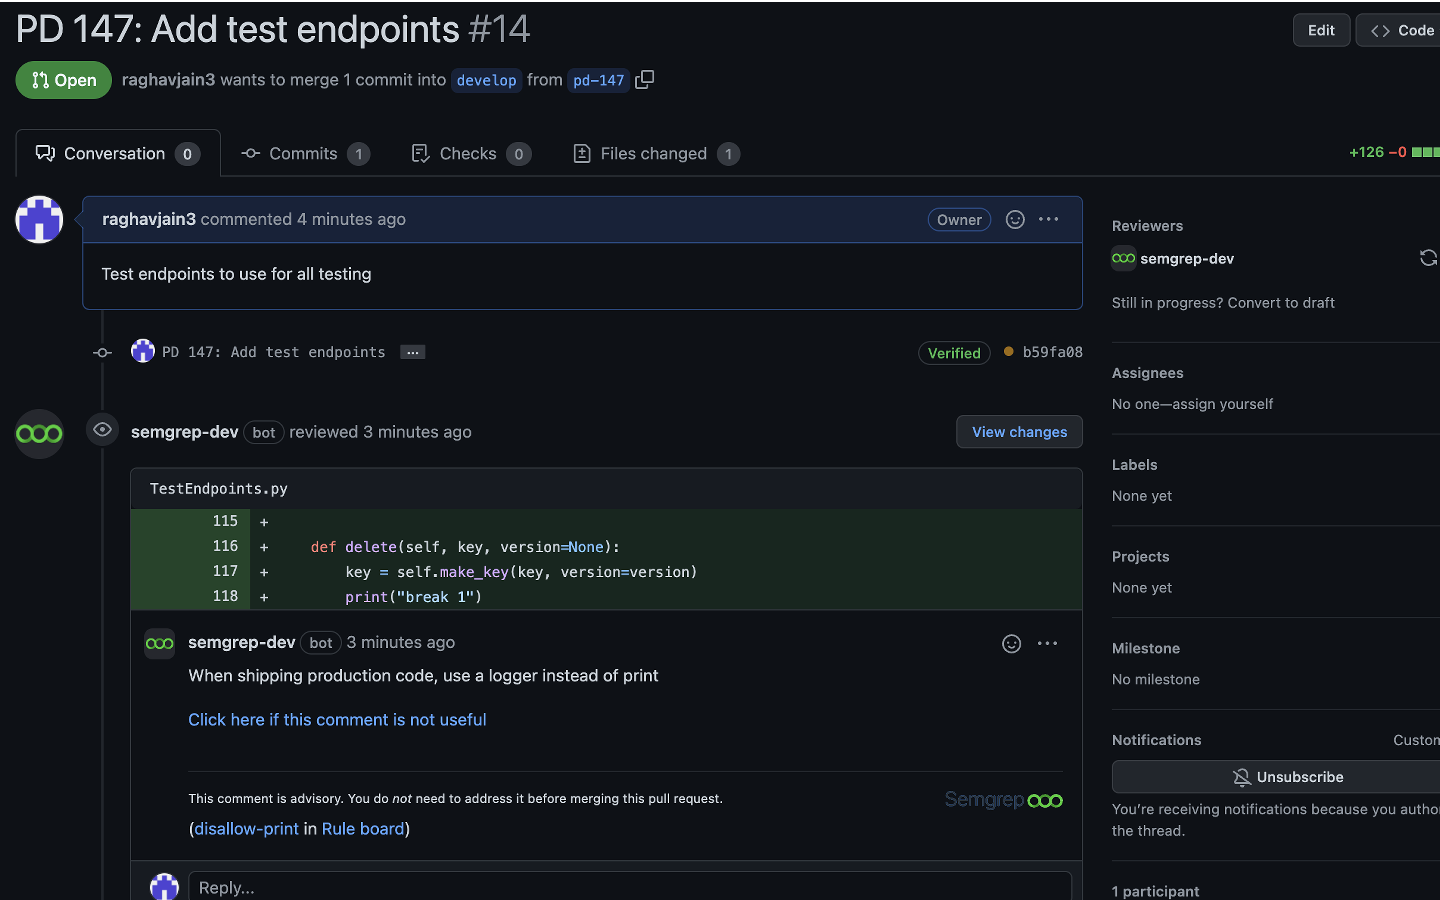 PD 147: Add test endpoints #14
Edit
<> Code
Open
raghavjain3 wants to merge 1 commit into develop from pd-147
Conversation 0
Commits 1
Checks 0
Files changed 1
+126 −0
raghavjain3 commented 4 minutes ago
Owner
Test endpoints to use for all testing
PD 147: Add test endpoints ...
Verified
b59fa08
semgrep-dev bot reviewed 3 minutes ago
View changes
TestEndpoints.py
115 +
116 + def delete(self, key, version=None):
117 + key = self.make_key(key, version=version)
118 + print("break 1")
semgrep-dev bot 3 minutes ago
When shipping production code, use a logger instead of print
Click here if this comment is not useful
This comment is advisory. You do not need to address it before merging this pull request.
Semgrep
(disallow-print in Rule board)
Reply...
Reviewers
semgrep-dev
Still in progress? Convert to draft
Assignees
No one—assign yourself
Labels
None yet
Projects
None yet
Milestone
No milestone
Notifications
Custom
Unsubscribe
You’re receiving notifications because you author
the thread.
1 participant